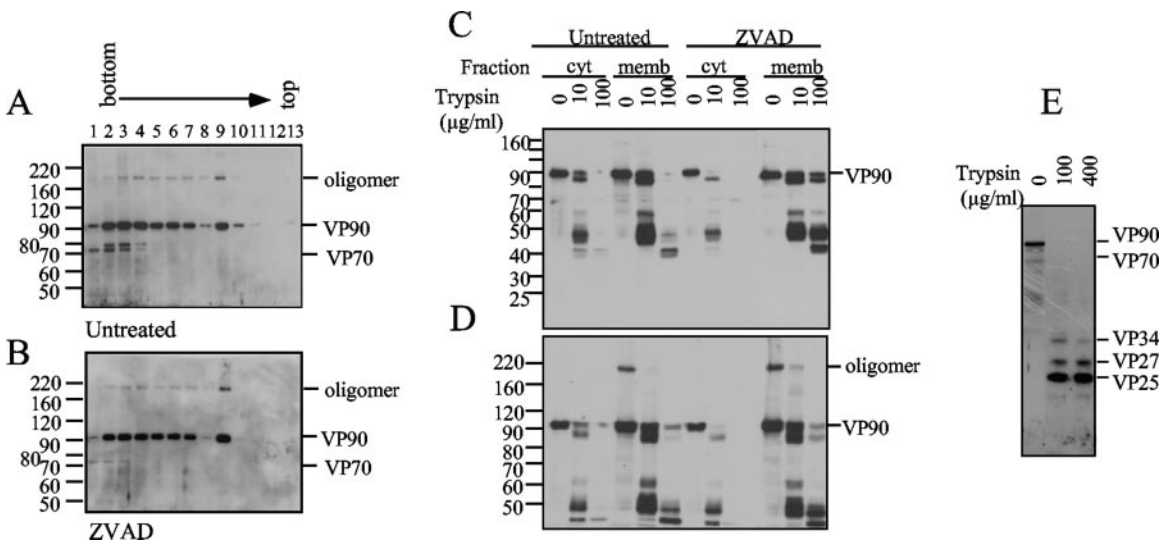 A
bottom
top
1 2 3 4 5 6 7 8 9 10 11 12 13
220
160
120
90
80
70
60
50
oligomer
VP90
VP70
Untreated
B
220
160
120
90
80
70
60
50
oligomer
VP90
VP70
ZVAD
C
Untreated ZVAD
Fraction cyt memb cyt memb
Trypsin 0 10 100 0 10 100 0 10 100 0 10 100
(µg/ml)
160
120
90
70
60
50
40
30
25
VP90
D
220
160
120
90
80
70
60
50
oligomer
VP90
E
Trypsin 0 100 400
(µg/ml)
VP90
VP70
VP34
VP27
VP25